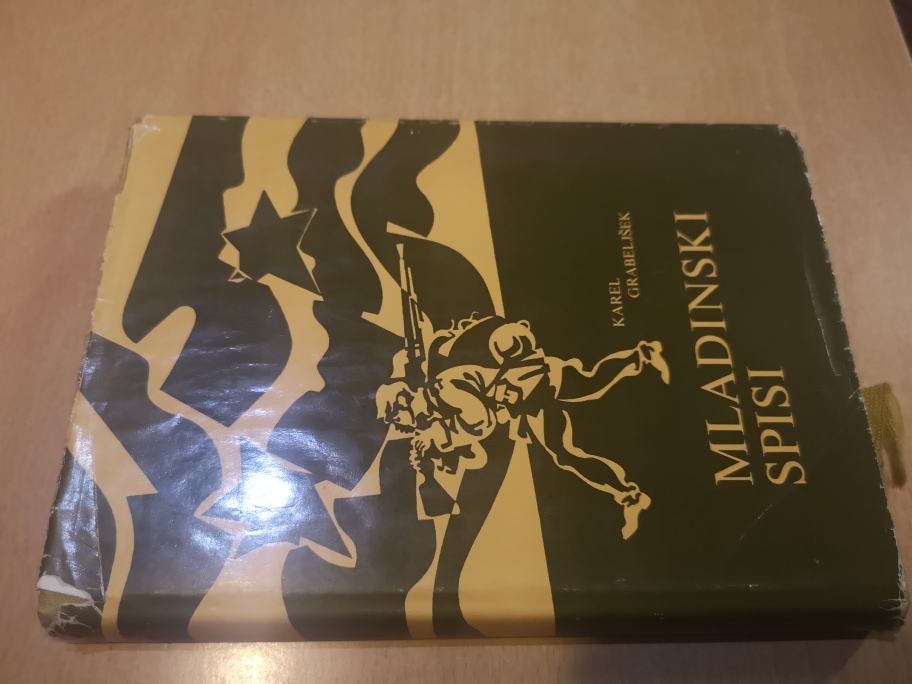 KAREL
GRABELJŠEK
MLADINSKI
SPISI